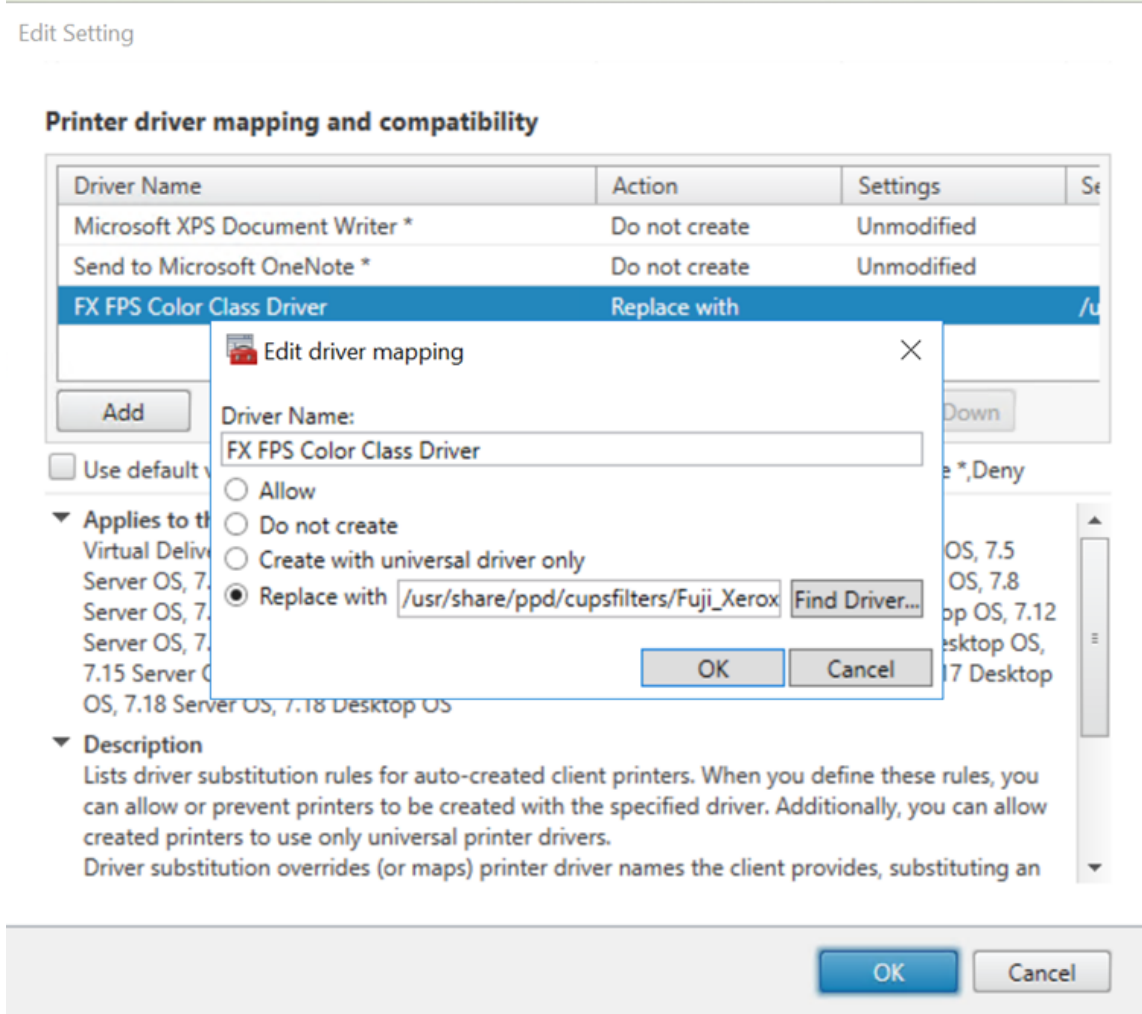 Edit Setting
Printer driver mapping and compatibility
Driver Name Action Settings
Microsoft XPS Document Writer * Do not create Unmodified
Send to Microsoft OneNote * Do not create Unmodified
FX FPS Color Class Driver Replace with /u
Edit driver mapping
Add Down
Driver Name:
FX FPS Color Class Driver
Use default *,Deny
Allow
Applies to
Do not create
Virtual OS, 7.5
Create with universal driver only
Server OS, 7. OS, 7.8
Replace with /usr/share/ppd/cupsfilters/Fuji_Xerox Find Driver...
Server OS, 7. OS, 7.12
Server OS, 7. OS,
OK Cancel
7.15 Server 17 Desktop
OS, 7.18 Server OS, 7.18 Desktop OS
Description
Lists driver substitution rules for auto-created client printers. When you define these rules, you
can allow or prevent printers to be created with the specified driver. Additionally, you can allow
created printers to use only universal printer drivers.
Driver substitution overrides (or maps) printer driver names the client provides, substituting an
OK Cancel